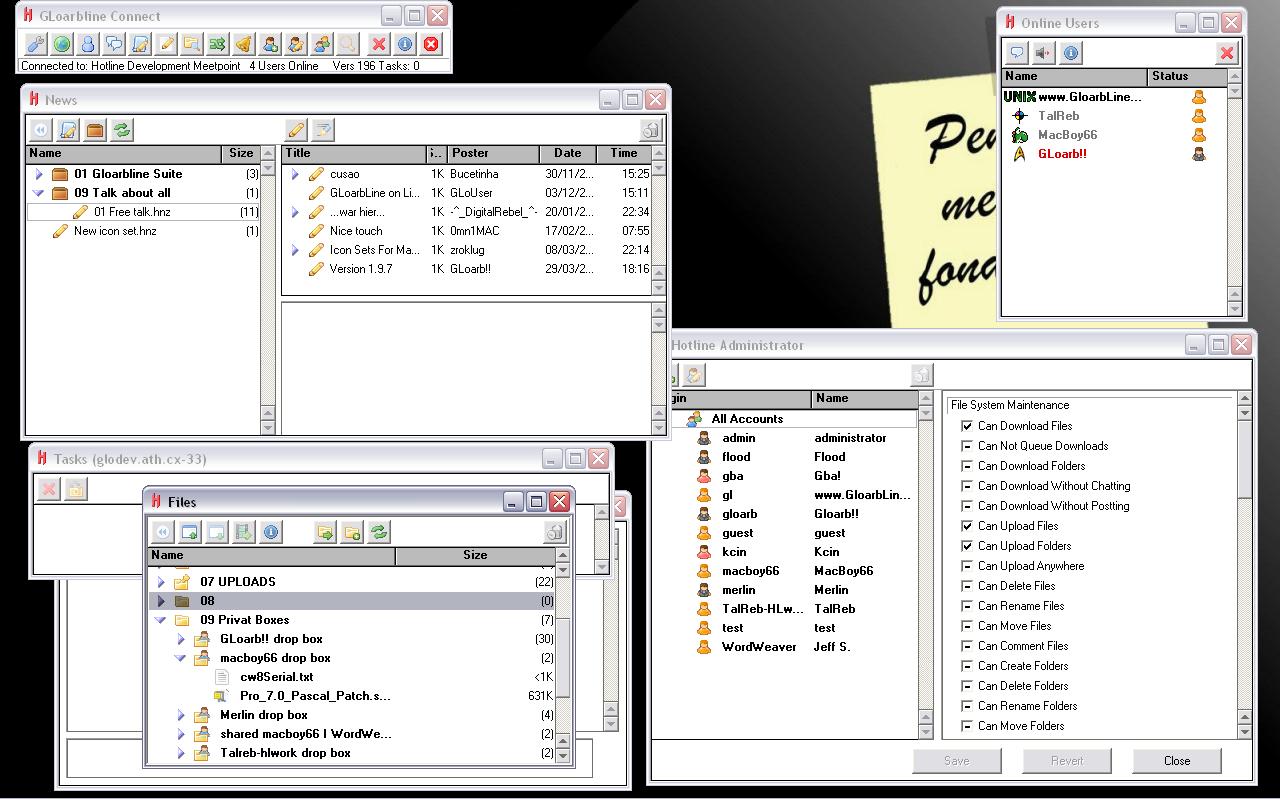 GLoarbline Connect
Connected to: Hotline Development Meetpoint 4 Users Online Vers 196 Tasks: 0
Online Users
Name Status
UNIX www.GloarbLine...
TalReb
MacBoy66
GLoarb!!
News
Name Size
01 Gloarbline Suite (3)
09 Talk about all (1)
01 Free talk.hnz (11)
New icon set.hnz (1)
Title S.. Poster Date Time
cusao 1K Bucetinha 30/11/2... 15:25
GLoarbLine on Li... 1K GLoUser 03/12/2... 15:11
...war hier... 1K -^_DigitalRebel_^- 20/01/2... 22:34
Nice touch 1K 0mn1MAC 17/02/2... 07:55
Icon Sets For Ma... 1K zroklug 08/03/2... 22:14
Version 1.9.7 1K GLoarb!! 29/03/2... 18:16
me
Hotline Administrator
gin Name
All Accounts
admin administrator
flood Flood
gba Gba!
gl www.GloarbLin...
gloarb Gloarb!!
guest guest
kcin Kcin
macboy66 MacBoy66
merlin Merlin
TalReb-HLw... TalReb
test test
WordWeaver Jeff S.
File System Maintenance
Can Download Files
Can Not Queue Downloads
Can Download Folders
Can Download Without Chatting
Can Download Without Postting
Can Upload Files
Can Upload Folders
Can Upload Anywhere
Can Delete Files
Can Rename Files
Can Move Files
Can Comment Files
Can Create Folders
Can Delete Folders
Can Rename Folders
Can Move Folders
Save Revert Close
Tasks (glodev.ath.cx-33)
Files
Name Size
07 UPLOADS (22)
08 (0)
09 Privat Boxes (7)
GLoarb!! drop box (30)
macboy66 drop box (2)
cw8Serial.txt <1K
Pro_7.0_Pascal_Patch.s... 631K
Merlin drop box (4)
shared macboy66 I WordWe... (2)
Talreb-hlwork drop box (2)